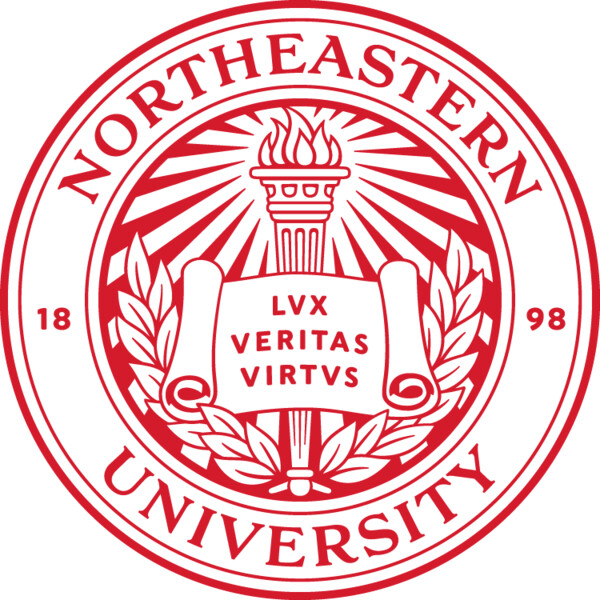 NORTHEASTERN
18 98
LVX
VERITAS
VIRTVS
UNIVERSITY